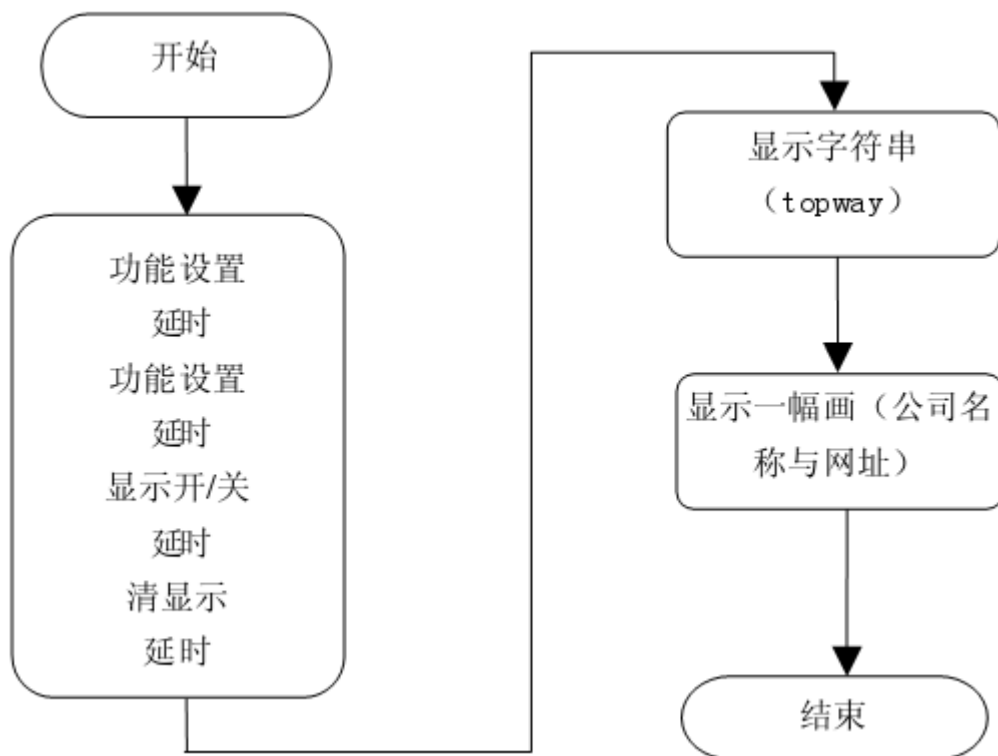 开始
功能设置
延时
功能设置
延时
显示开/关
延时
清显示
延时
显示字符串
（topway）
显示一幅画（公司名
称与网址）
结束